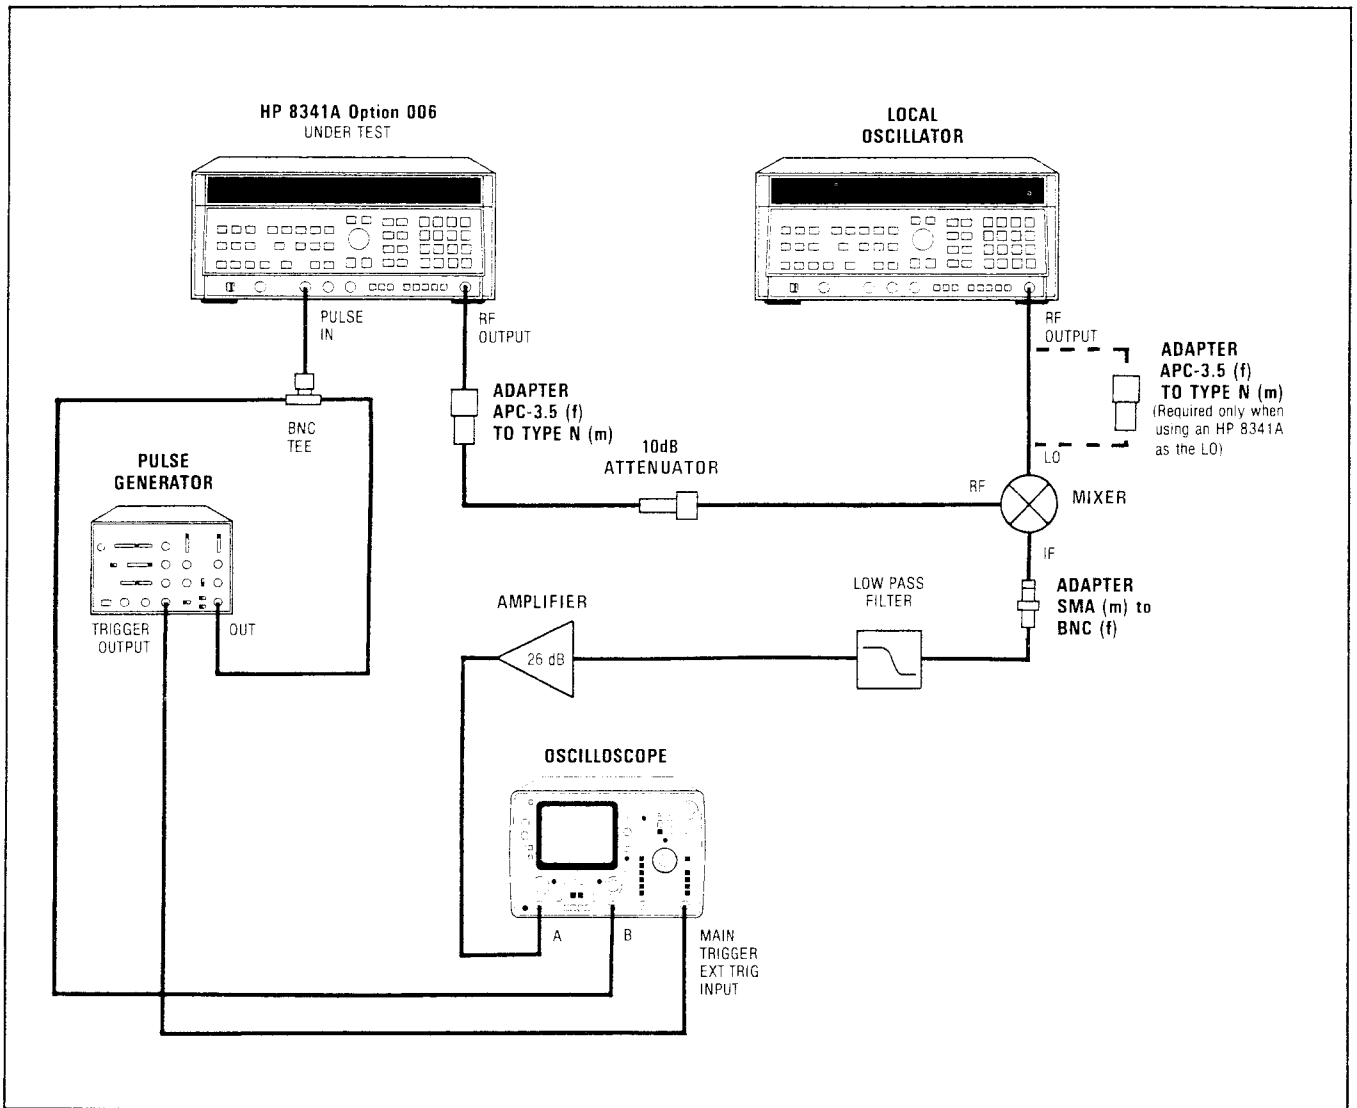 HP 8341A Option 006
UNDER TEST
LOCAL
OSCILLATOR
PULSE
IN
RF
OUTPUT
RF
OUTPUT
ADAPTER
APC-3.5 (f)
TO TYPE N (m)
(Required only when
using an HP 8341A
as the LO)
ADAPTER
APC-3.5 (f)
TO TYPE N (m)
BNC
TEE
10dB
ATTENUATOR
LO
RF
MIXER
IF
PULSE
GENERATOR
TRIGGER
OUTPUT
OUT
AMPLIFIER
26 dB
LOW PASS
FILTER
ADAPTER
SMA (m) to
BNC (f)
OSCILLOSCOPE
A
B
MAIN
TRIGGER
EXT TRIG
INPUT